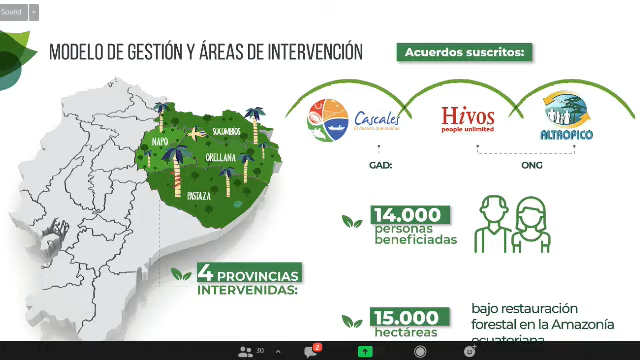 Sound
MODELO DE GESTIÓN Y ÁREAS DE INTERVENCIÓN
Acuerdos suscritos:
Cascales
Hivos
people unlimited
ALTROPICO
GAD:
ONG
SUCUMBÍOS
NAPO
ORELLANA
PASTAZA
14.000
personas
beneficiadas
4 PROVINCIAS
INTERVENIDAS:
15.000
hectáreas
bajo restauración
forestal en la Amazonía
ecuatoriana
30
2